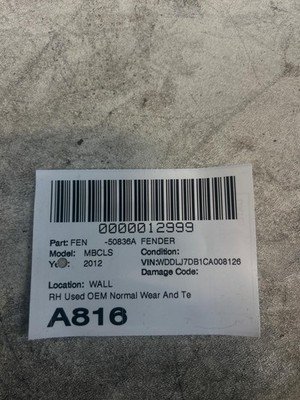 0000012999
Part: FEN -50836A FENDER
Model: MBCLS Condition:
Year: 2012 VIN:WDDLJ7DB1CA008126
Damage Code:
Location: WALL
RH Used OEM Normal Wear And Te
A816